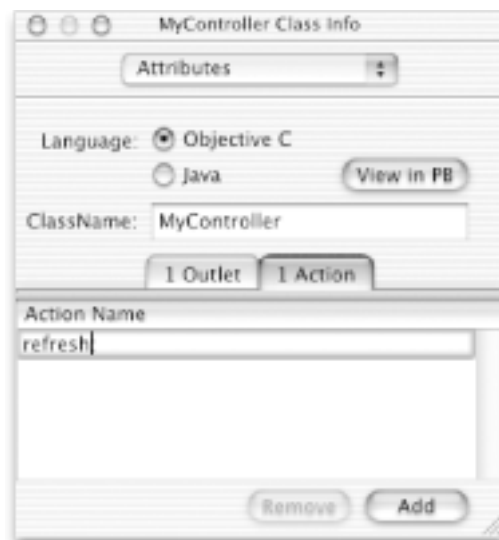 MyController Class Info
Attributes
Language: Objective C
Java View in PB
ClassName: MyController
1 Outlet 1 Action
Action Name
refresh
Remove Add